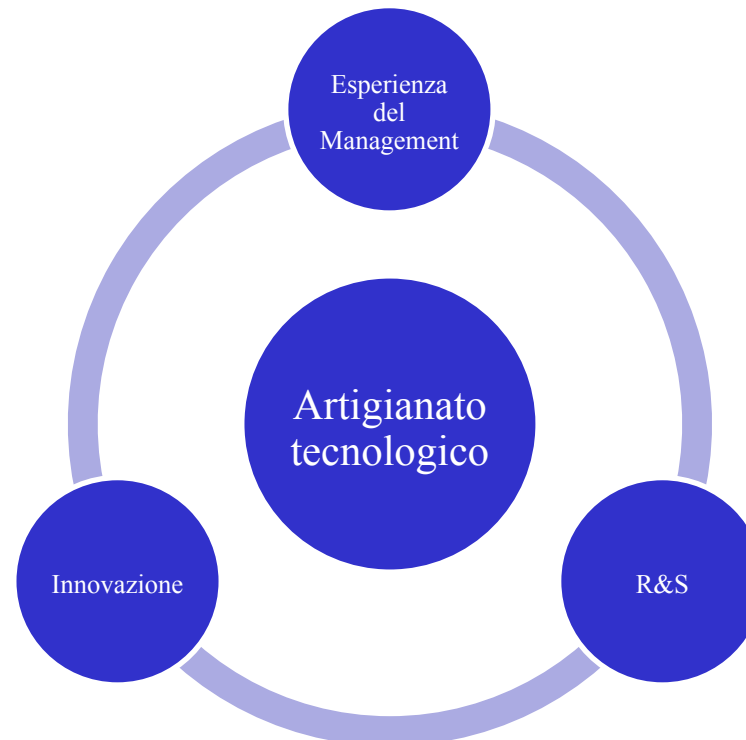 Esperienza
del
Management
Artigianato
tecnologico
Innovazione
R&S